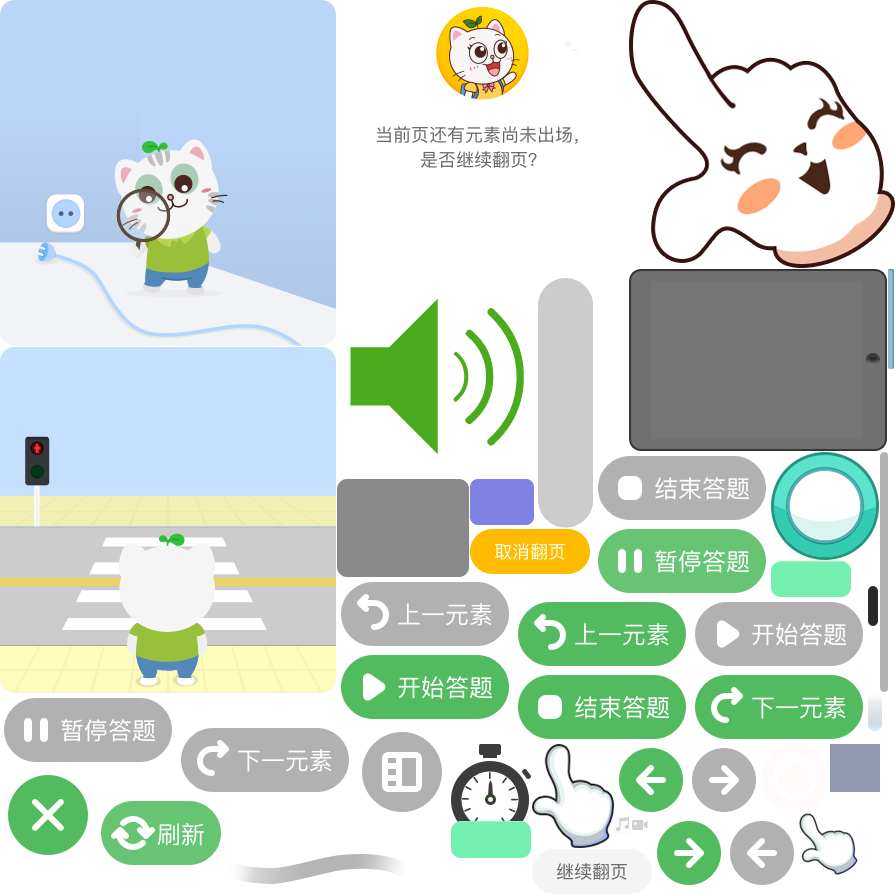 当前页还有元素尚未出场，
是否继续翻页？
结束答题
取消翻页
暂停答题
上一元素
上一元素
开始答题
开始答题
结束答题
下一元素
暂停答题
下一元素
刷新
继续翻页